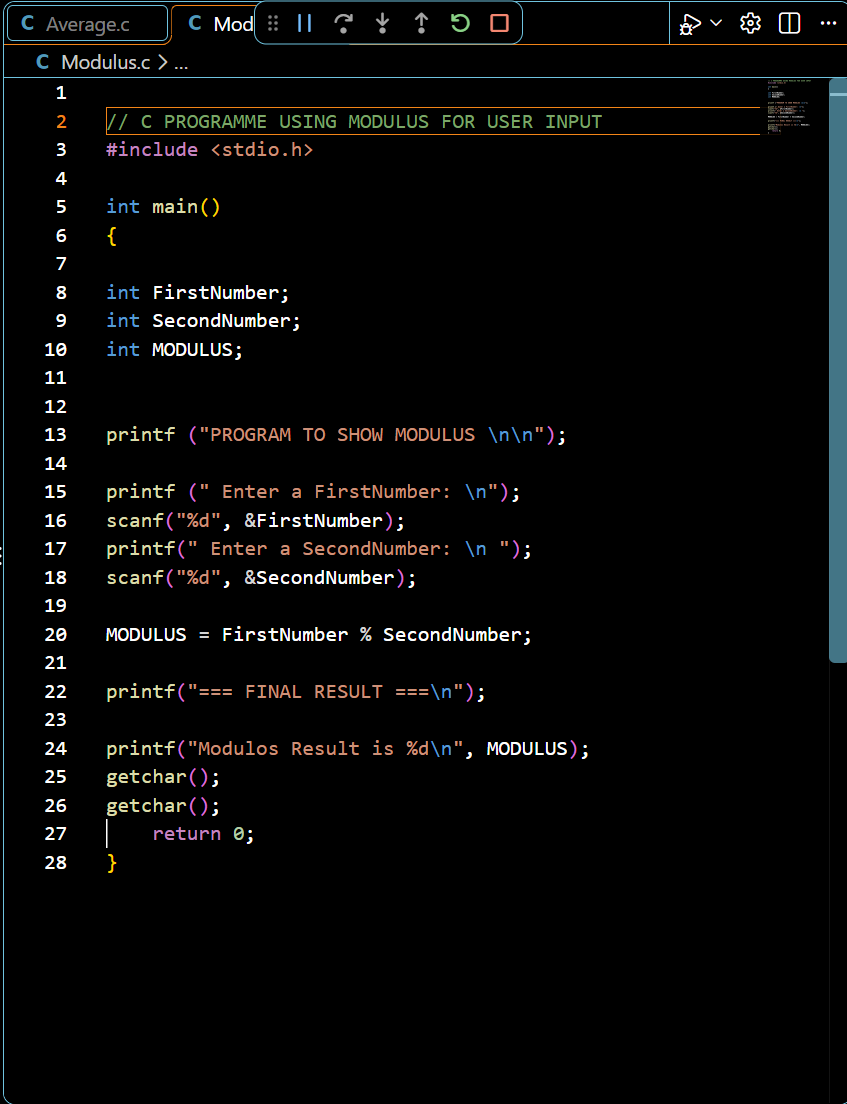 C Average.c C Mod
C Modulus.c > ...
1
2 // C PROGRAMME USING MODULUS FOR USER INPUT
3 #include <stdio.h>
4
5 int main()
6 {
7
8 int FirstNumber;
9 int SecondNumber;
10 int MODULUS;
11
12
13 printf ("PROGRAM TO SHOW MODULUS \n\n");
14
15 printf (" Enter a FirstNumber: \n");
16 scanf("%d", &FirstNumber);
17 printf(" Enter a SecondNumber: \n ");
18 scanf("%d", &SecondNumber);
19
20 MODULUS = FirstNumber % SecondNumber;
21
22 printf("=== FINAL RESULT ===\n");
23
24 printf("Modulos Result is %d\n", MODULUS);
25 getchar();
26 getchar();
27     return 0;
28 }